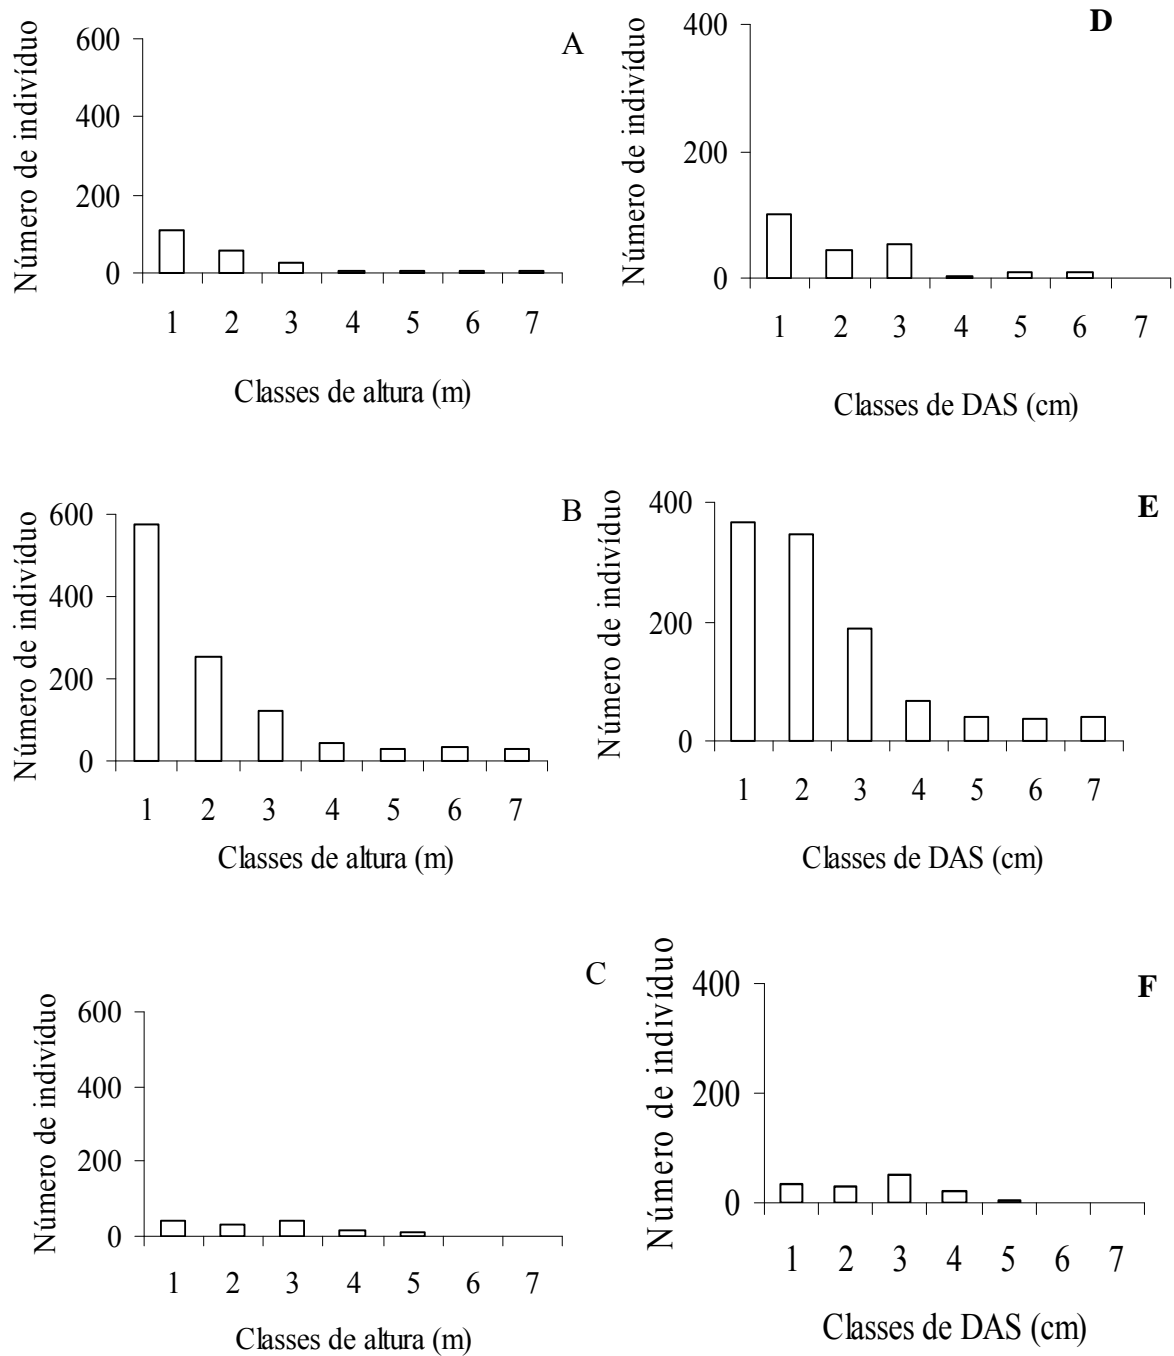 A
Número de indivíduo
600
400
200
0
1 2 3 4 5 6 7
Classes de altura (m)
D
Número de indivíduo
400
200
0
1 2 3 4 5 6 7
Classes de DAS (cm)
B
Número de indivíduo
600
400
200
0
1 2 3 4 5 6 7
Classes de altura (m)
E
Número de indivíduo
400
200
0
1 2 3 4 5 6 7
Classes de DAS (cm)
C
Número de indivíduo
600
400
200
0
1 2 3 4 5 6 7
Classes de altura (m)
F
Número de indivíduo
400
200
0
1 2 3 4 5 6 7
Classes de DAS (cm)